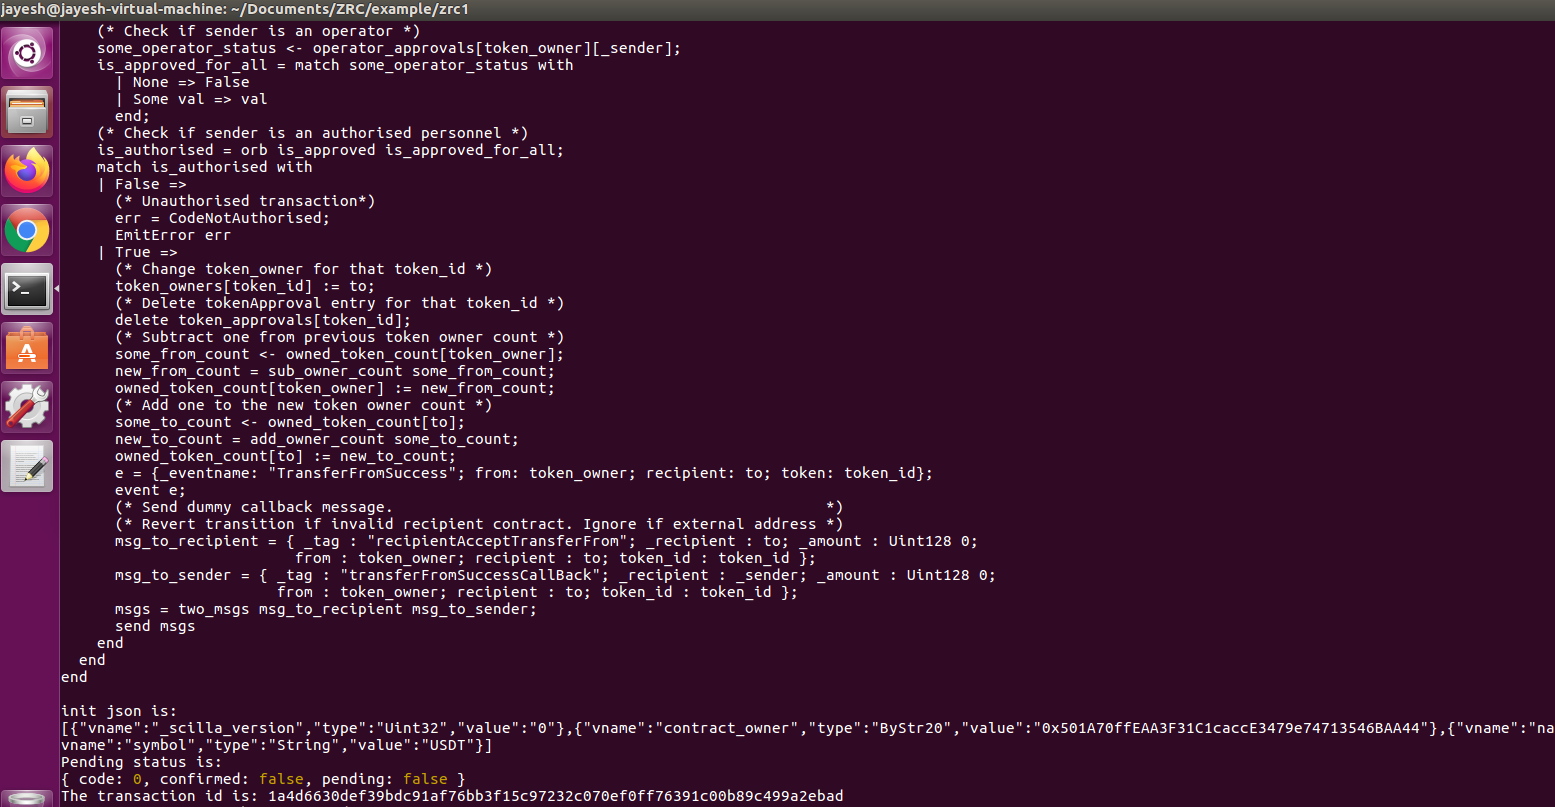 jayesh@jayesh-virtual-machine: ~/Documents/ZRC/example/zrc1
(* Check if sender is an operator *)
some_operator_status <- operator_approvals[token_owner][_sender];
is_approved_for_all = match some_operator_status with
| None => False
| Some val => val
end;
(* Check if sender is an authorised personnel *)
is_authorised = orb is_approved is_approved_for_all;
match is_authorised with
| False =>
(* Unauthorised transaction*)
err = CodeNotAuthorised;
EmitError err
| True =>
(* Change token_owner for that token_id *)
token_owners[token_id] := to;
(* Delete tokenApproval entry for that token_id *)
delete token_approvals[token_id];
(* Subtract one from previous token owner count *)
some_from_count <- owned_token_count[token_owner];
new_from_count = sub_owner_count some_from_count;
owned_token_count[token_owner] := new_from_count;
(* Add one to the new token owner count *)
some_to_count <- owned_token_count[to];
new_to_count = add_owner_count some_to_count;
owned_token_count[to] := new_to_count;
e = {_eventname: "TransferFromSuccess"; from: token_owner; recipient: to; token: token_id};
event e;
(* Send dummy callback message. *)
(* Revert transition if invalid recipient contract. Ignore if external address *)
msg_to_recipient = { _tag : "recipientAcceptTransferFrom"; _recipient : to; _amount : Uint128 0;
from : token_owner; recipient : to; token_id : token_id };
msg_to_sender = { _tag : "transferFromSuccessCallBack"; _recipient : _sender; _amount : Uint128 0;
from : token_owner; recipient : to; token_id : token_id };
msgs = two_msgs msg_to_recipient msg_to_sender;
send msgs
end
end
end
init json is:
[{"vname":"_scilla_version","type":"Uint32","value":"0"},{"vname":"contract_owner","type":"ByStr20","value":"0x501A70ffEAA3F31C1caccE3479e74713546BAA44"},{"vname":"na
vname":"symbol","type":"String","value":"USDT"}]
Pending status is:
{ code: 0, confirmed: false, pending: false }
The transaction id is: 1a4d6630def39bdc91af76bb3f15c97232c070ef0ff76391c00b89c499a2ebad